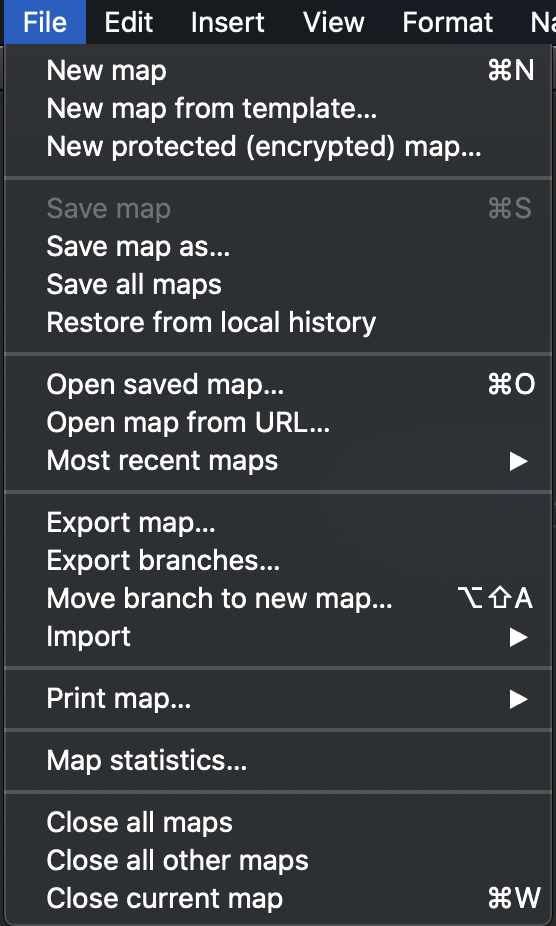 File Edit Insert View Format Na
New map ⌘N
New map from template...
New protected (encrypted) map...
Save map ⌘S
Save map as...
Save all maps
Restore from local history
Open saved map... ⌘O
Open map from URL...
Most recent maps ▶
Export map...
Export branches...
Move branch to new map... ⌥⇧A
Import ▶
Print map... ▶
Map statistics...
Close all maps
Close all other maps
Close current map ⌘W